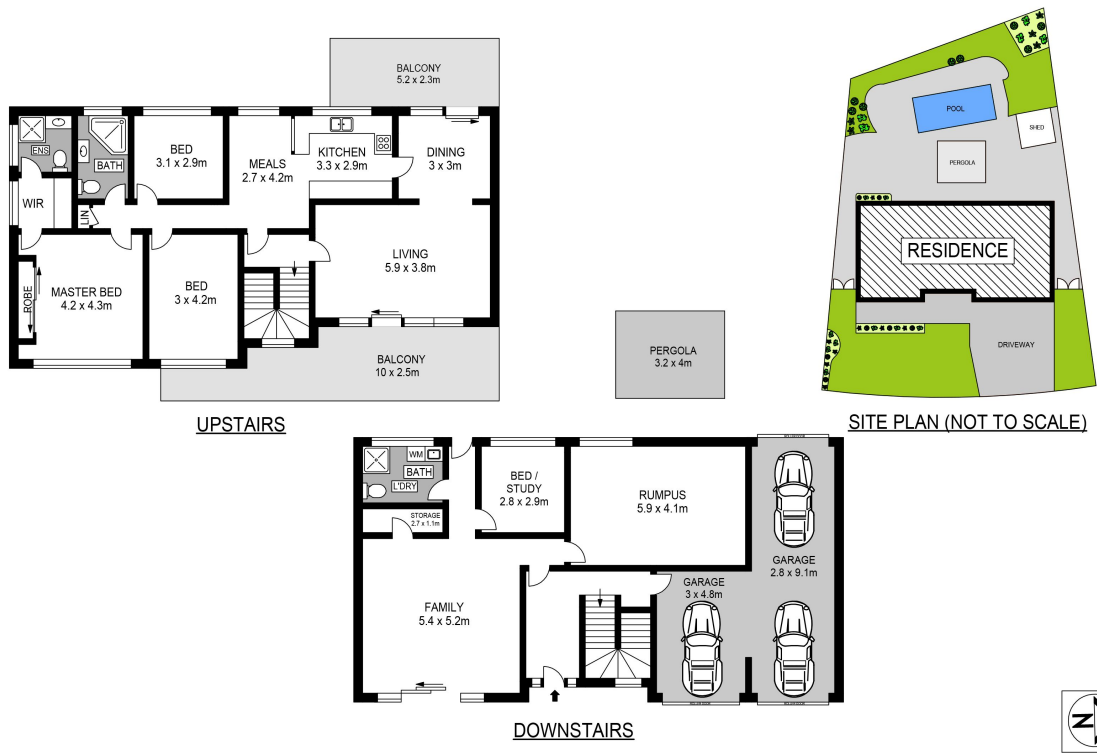 BALCONY
5.2 x 2.3m
ENS
BATH
BED
3.1 x 2.9m
MEALS
2.7 x 4.2m
KITCHEN
3.3 x 2.9m
DINING
3 x 3m
WIR
LIN
ROBE
MASTER BED
4.2 x 4.3m
BED
3 x 4.2m
LIVING
5.9 x 3.8m
BALCONY
10 x 2.5m
UPSTAIRS
PERGOLA
3.2 x 4m
POOL
SHED
PERGOLA
RESIDENCE
DRIVEWAY
SITE PLAN (NOT TO SCALE)
WM
BATH
L'DRY
STORAGE
2.7 x 1.1m
BED /
STUDY
2.8 x 2.9m
RUMPUS
5.9 x 4.1m
GARAGE
2.8 x 9.1m
GARAGE
3 x 4.8m
FAMILY
5.4 x 5.2m
ROLLER DOOR
ROLLER DOOR
DOWNSTAIRS
N